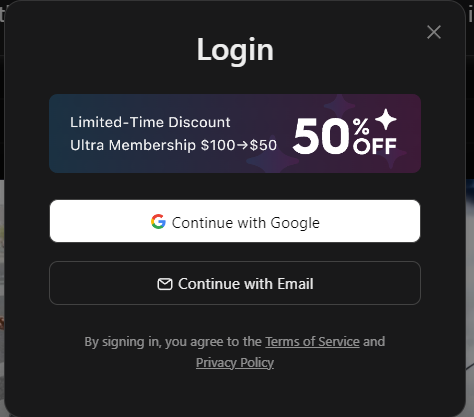 Login
Limited-Time Discount
Ultra Membership $100→$50
50% OFF
Continue with Google
Continue with Email
By signing in, you agree to the Terms of Service and
Privacy Policy